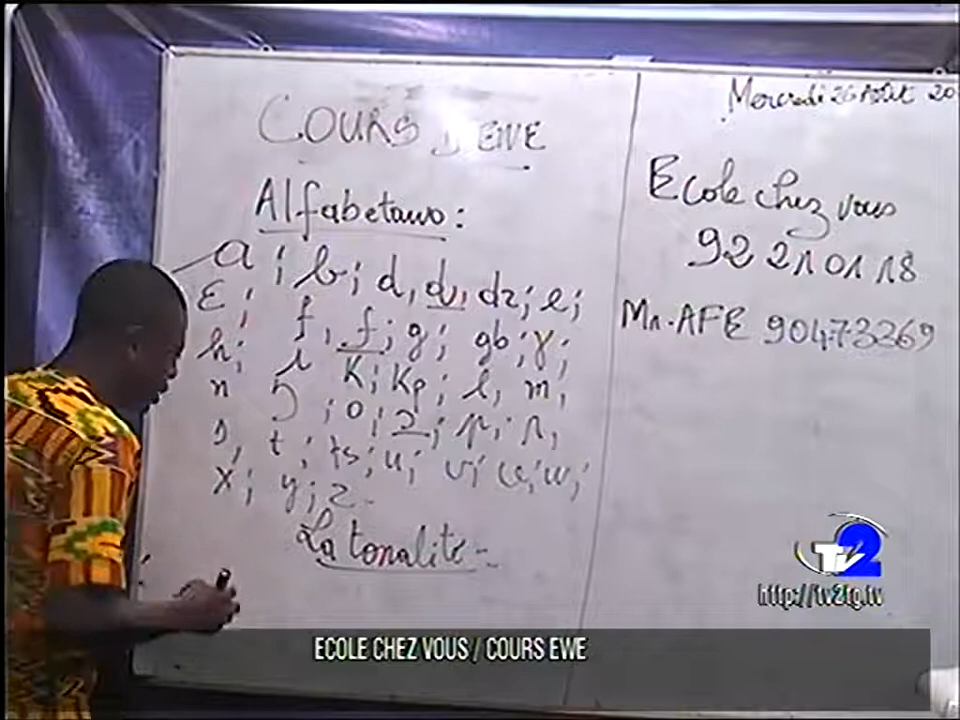 COURS D'EWE
Alfabetawo :
a ; b ; d, ɖ, dz ; e ;
ɛ ; f, ƒ ; g ; gb ; ɣ ;
h ; i K ; Kp ; l, m ;
n ŋ ; o ; ɔ ; p ; r,
s, t ; ts ; u ; v ; ʋ ; w ;
x ; y ; z -
La tonalité -
Mercredi 26 Août 20
Ecole chez vous
92 21 01 18
Mr. AFE 90473369
TV2
http://tv2tg.tv
ECOLE CHEZ VOUS / COURS EWE